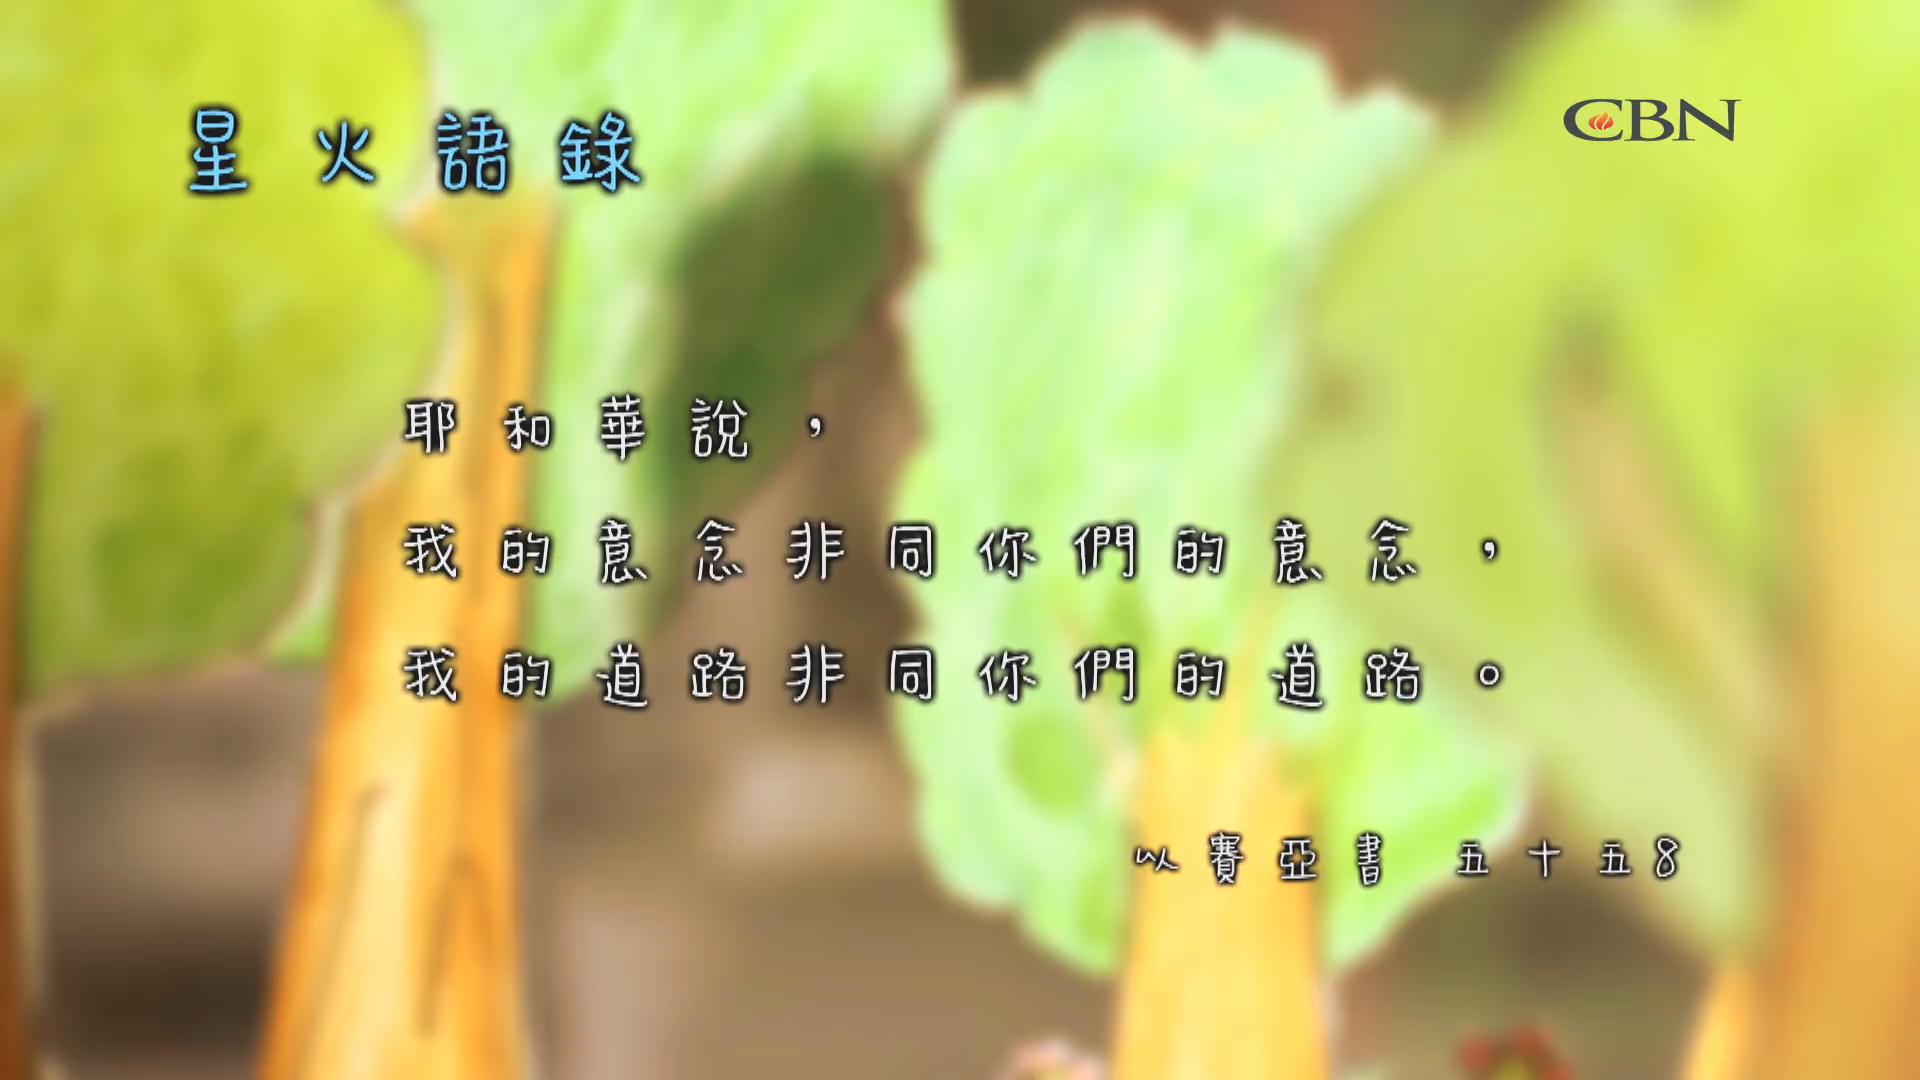 星火語錄
CBN
耶和華說，
我的意念非同你們的意念，
我的道路非同你們的道路。
以賽亞書 五十五8